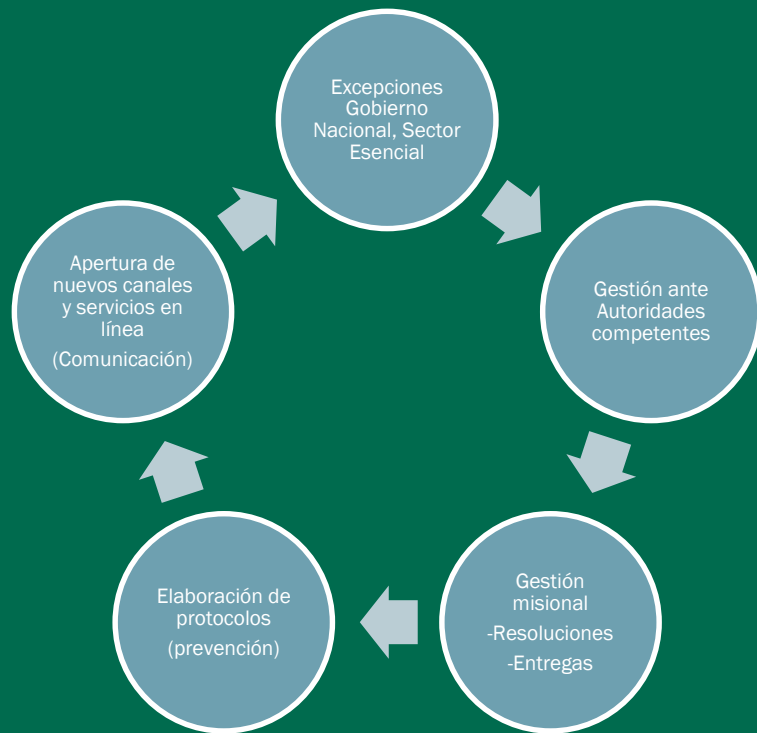 Excepciones
Gobierno
Nacional, Sector
Esencial
Gestión ante
Autoridades
competentes
Gestión
misional
-Resoluciones
-Entregas
Elaboración de
protocolos
(prevención)
Apertura de
nuevos canales
y servicios en
línea
(Comunicación)